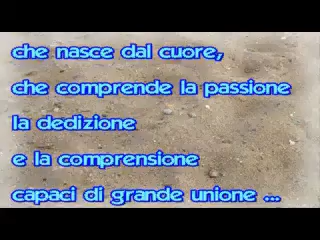 che nasce dal cuore,
che comprende la passione
la dedizione
e la comprensione
capaci di grande unione ...